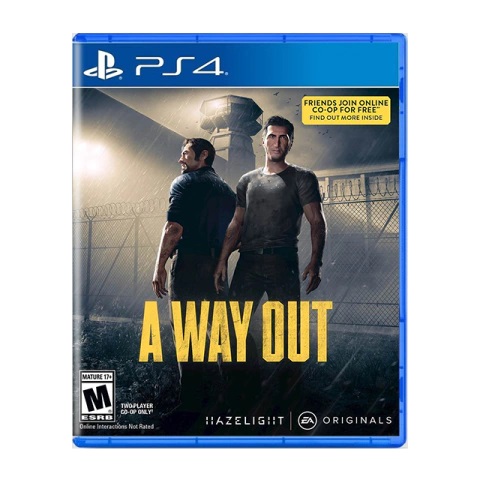 PS4
FRIENDS JOIN ONLINE
CO-OP FOR FREE™
FIND OUT MORE INSIDE
A WAY OUT
MATURE 17+
M
ESRB
TWO-PLAYER
CO-OP ONLY!
Online Interactions Not Rated
HAZELIGHT
EA ORIGINALS